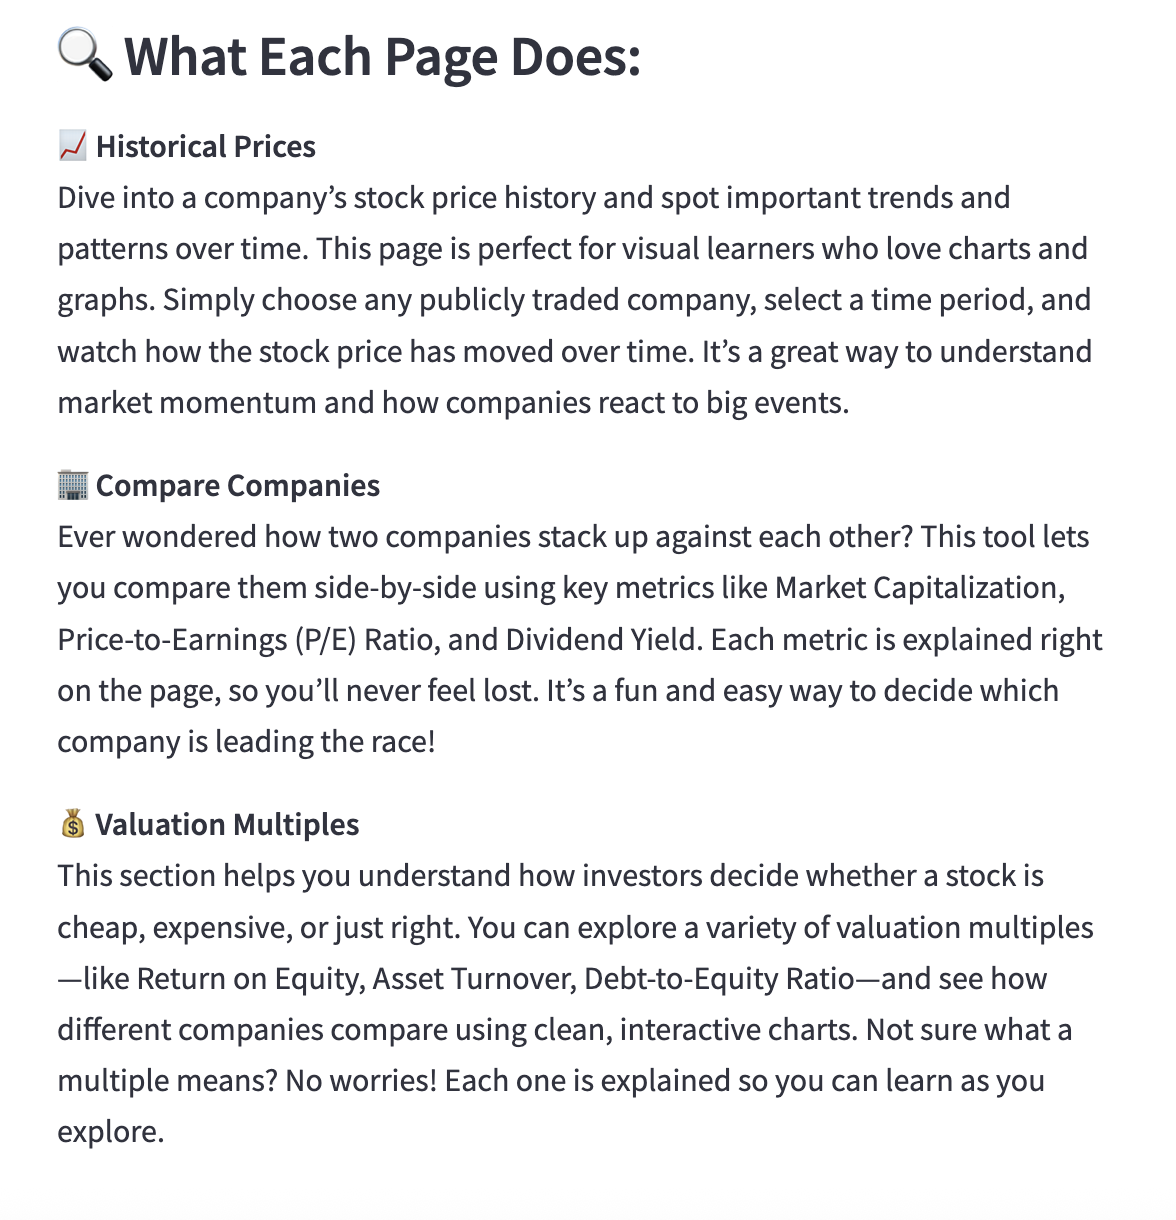 🔍 What Each Page Does:
📈 Historical Prices
Dive into a company’s stock price history and spot important trends and
patterns over time. This page is perfect for visual learners who love charts and
graphs. Simply choose any publicly traded company, select a time period, and
watch how the stock price has moved over time. It’s a great way to understand
market momentum and how companies react to big events.
🏢 Compare Companies
Ever wondered how two companies stack up against each other? This tool lets
you compare them side-by-side using key metrics like Market Capitalization,
Price-to-Earnings (P/E) Ratio, and Dividend Yield. Each metric is explained right
on the page, so you’ll never feel lost. It’s a fun and easy way to decide which
company is leading the race!
💰 Valuation Multiples
This section helps you understand how investors decide whether a stock is
cheap, expensive, or just right. You can explore a variety of valuation multiples
—like Return on Equity, Asset Turnover, Debt-to-Equity Ratio—and see how
different companies compare using clean, interactive charts. Not sure what a
multiple means? No worries! Each one is explained so you can learn as you
explore.